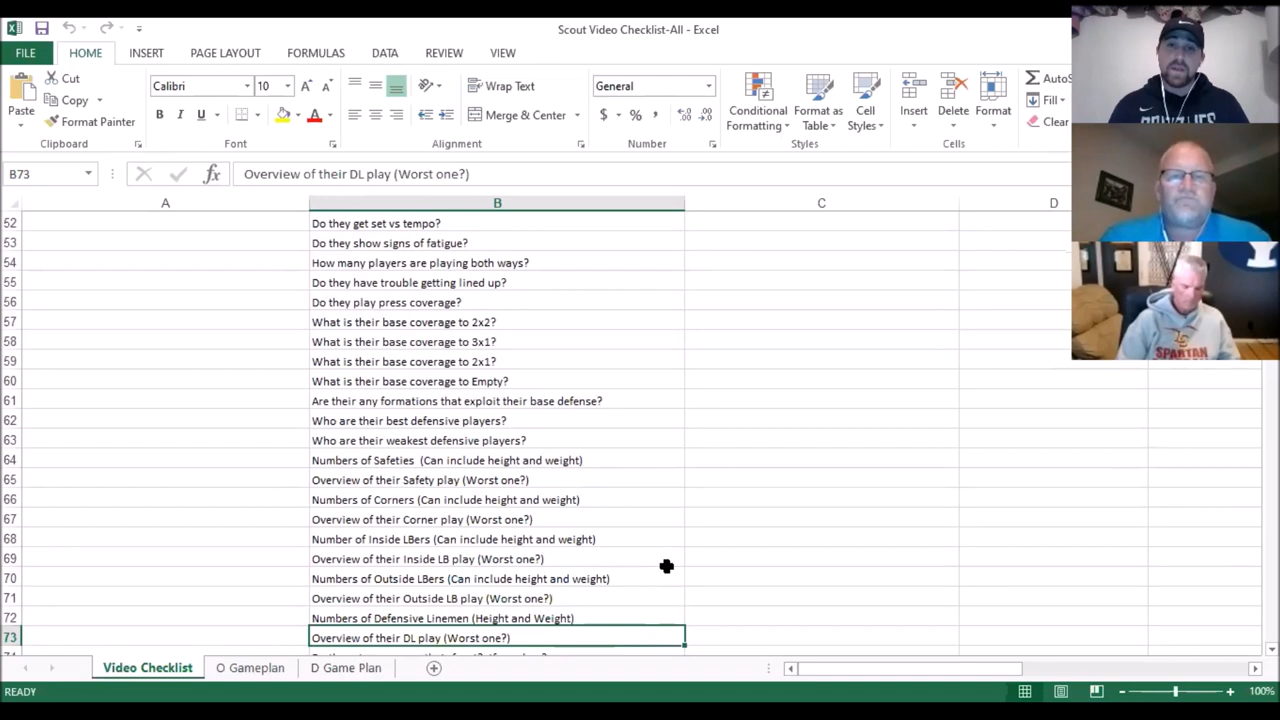 Scout Video Checklist-All - Excel
FILE HOME INSERT PAGE LAYOUT FORMULAS DATA REVIEW VIEW
Cut
Copy
Format Painter
Paste
Clipboard
Calibri 10
B I U
Font
Wrap Text
Merge & Center
Alignment
General
$ % ,
Number
Conditional Formatting
Format as Table
Cell Styles
Styles
Insert Delete Format
Cells
AutoS
Fill
Clear
B73 fx Overview of their DL play (Worst one?)
A B C D
52 Do they get set vs tempo?
53 Do they show signs of fatigue?
54 How many players are playing both ways?
55 Do they have trouble getting lined up?
56 Do they play press coverage?
57 What is their base coverage to 2x2?
58 What is their base coverage to 3x1?
59 What is their base coverage to 2x1?
60 What is their base coverage to Empty?
61 Are their any formations that exploit their base defense?
62 Who are their best defensive players?
63 Who are their weakest defensive players?
64 Numbers of Safeties (Can include height and weight)
65 Overview of their Safety play (Worst one?)
66 Numbers of Corners (Can include height and weight)
67 Overview of their Corner play (Worst one?)
68 Number of Inside LBers (Can include height and weight)
69 Overview of their Inside LB play (Worst one?)
70 Numbers of Outside LBers (Can include height and weight)
71 Overview of their Outside LB play (Worst one?)
72 Numbers of Defensive Linemen (Height and Weight)
73 Overview of their DL play (Worst one?)
Video Checklist O Gameplan D Game Plan
READY 100%
GRIZZLIES
SPARTAN